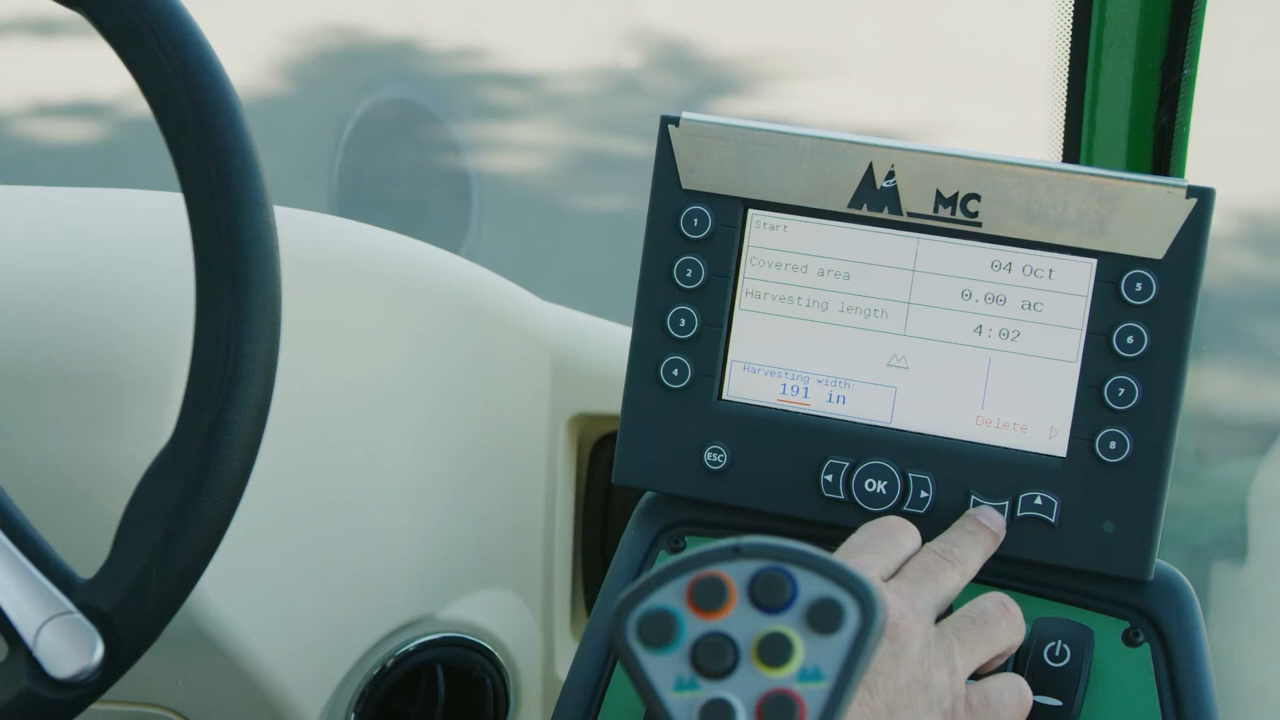 MC
Start
04 Oct
Covered area
0.00 ac
Harvesting length
4:02
Harvesting width:
191 in
Delete
1
2
3
4
5
6
7
8
ESC
OK